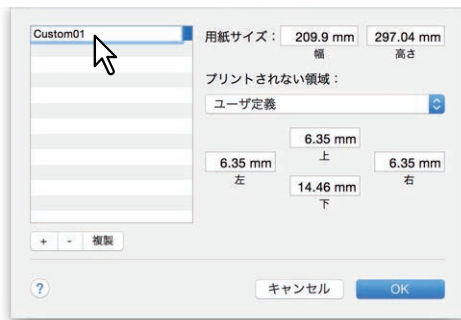 Custom01
用紙サイズ： 209.9 mm 297.04 mm
幅 高さ
プリントされない領域：
ユーザ定義
6.35 mm
上
6.35 mm 6.35 mm
左 右
14.46 mm
下
+ - 複製
? キャンセル OK